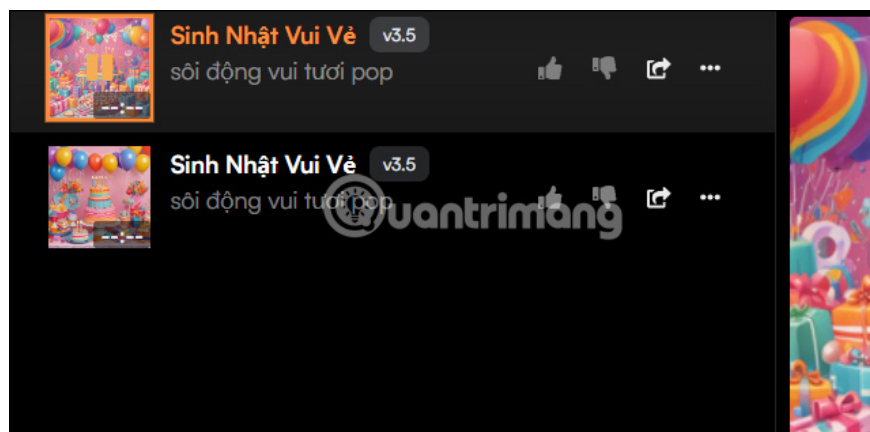 Sinh Nhật Vui Vẻ v3.5
sôi động vui tươi pop
--:--
Sinh Nhật Vui Vẻ v3.5
sôi động vui tươi pop
Quantrimang
--:--